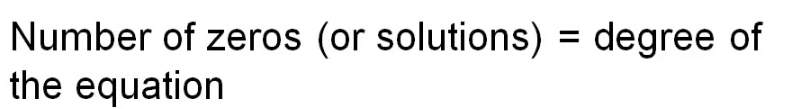 Number of zeros (or solutions) = degree of
the equation